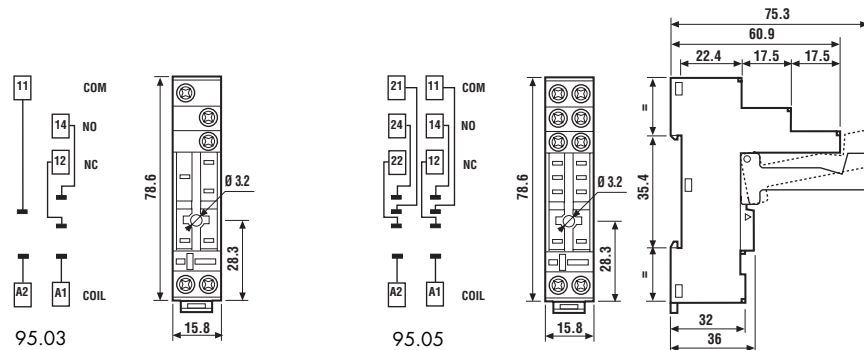 75.3
60.9
22.4 17.5 17.5
11 COM
14 NO
12 NC
A2 A1 COIL
95.03
78.6
Ø 3.2
28.3
15.8
21 11 COM
24 14 NO
22 12 NC
A2 A1 COIL
95.05
78.6
Ø 3.2
28.3
15.8
=
35.4
=
32
36